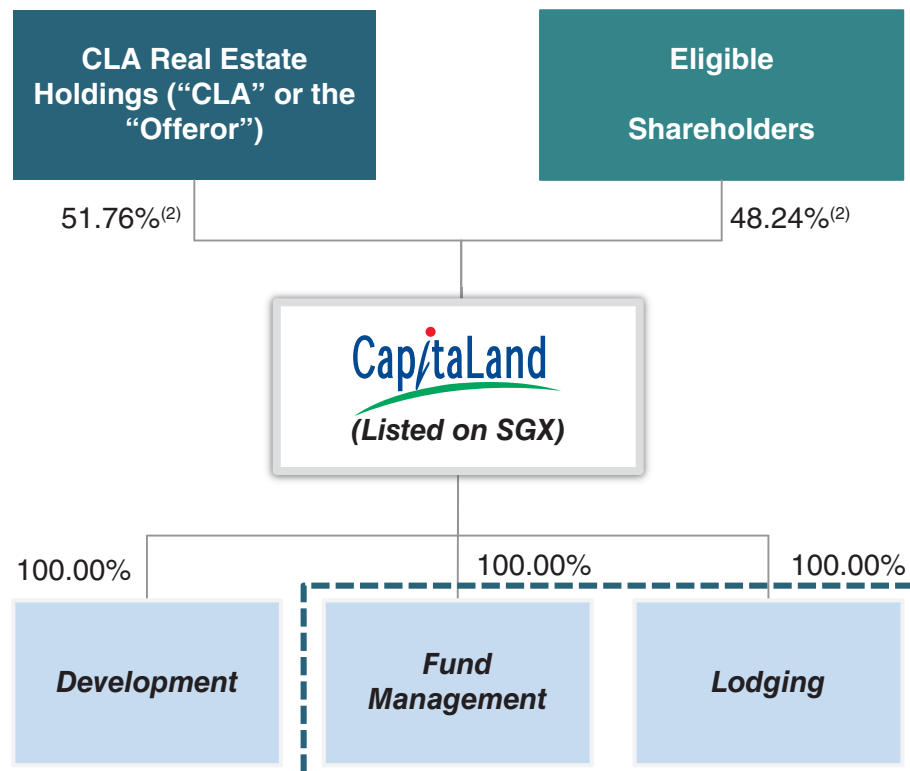 CLA Real Estate
Holdings (“CLA” or the
“Offeror”)
Eligible
Shareholders
51.76%(2)
48.24%(2)
CapitaLand
(Listed on SGX)
100.00%
100.00%
100.00%
Development
Fund
Management
Lodging